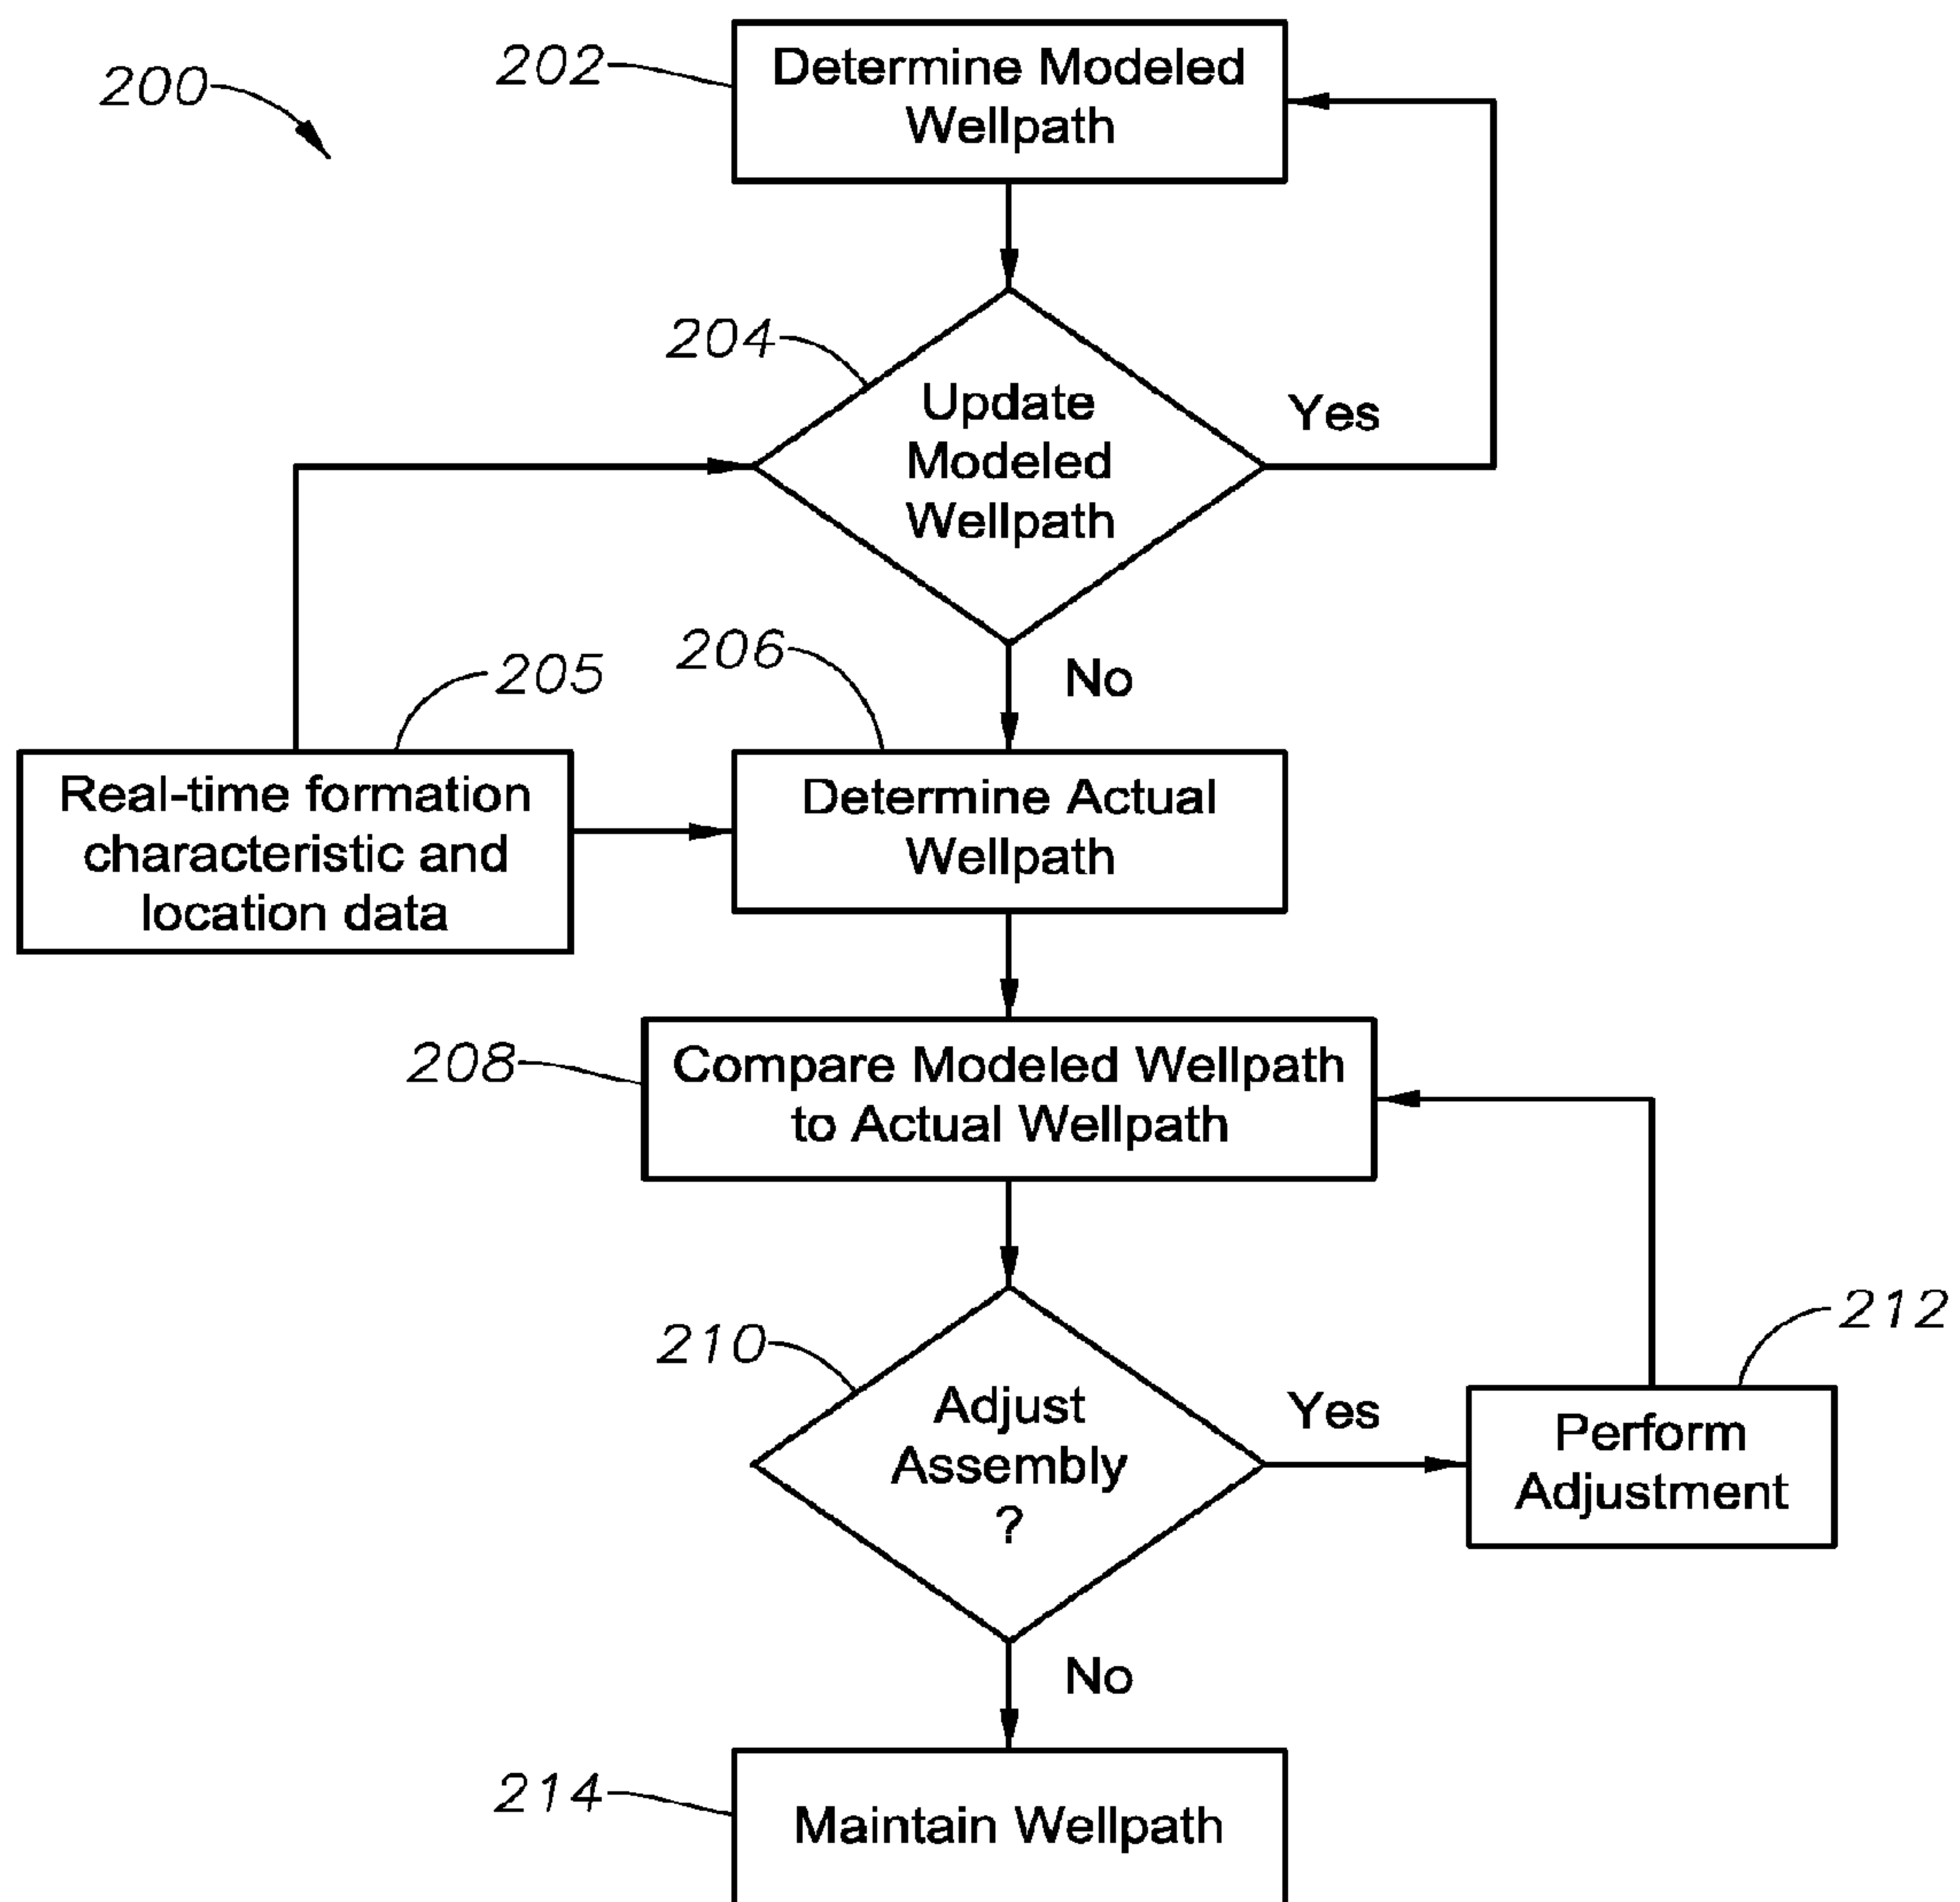 200
202
Determine Modeled
Wellpath
204
Update
Modeled
Wellpath
Yes
No
205
Real-time formation
characteristic and
location data
206
Determine Actual
Wellpath
208
Compare Modeled Wellpath
to Actual Wellpath
210
Adjust
Assembly
?
Yes
212
Perform
Adjustment
No
214
Maintain Wellpath